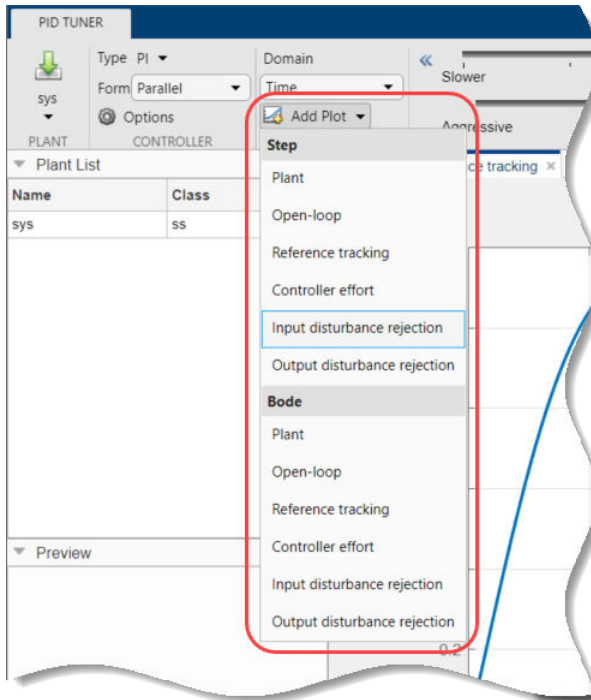 PID TUNER
Type PI
Domain
Slower
Form Parallel
Time
sys
Options
Add Plot
Aggressive
PLANT
CONTROLLER
Plant List
Step
ce tracking ×
Name Class
Plant
sys ss
Open-loop
Reference tracking
Controller effort
Input disturbance rejection
Output disturbance rejection
Bode
Plant
Open-loop
Reference tracking
Controller effort
Preview
Input disturbance rejection
Output disturbance rejection
0.2